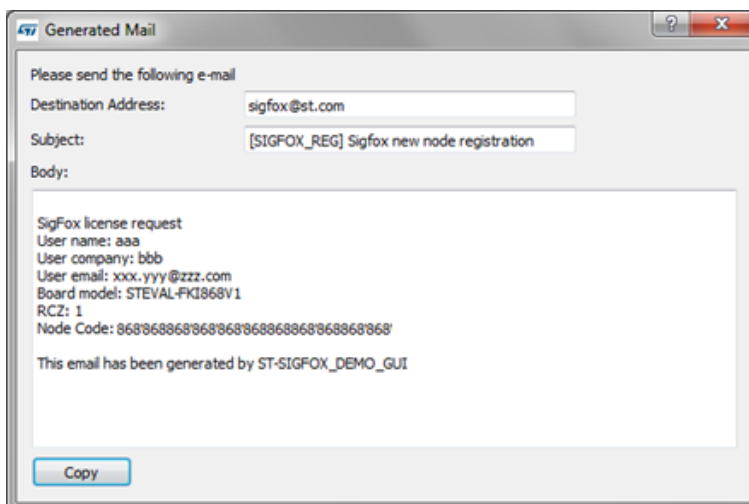 Generated Mail
Please send the following e-mail
Destination Address: sigfox@st.com
Subject: [SIGFOX_REG] Sigfox new node registration
Body:
SigFox license request
User name: aaa
User company: bbb
User email: xxx.yyy@zzz.com
Board model: STEVAL-FKI868V1
RCZ: 1
Node Code: 868'868868'868'868'868868868'868868'868'
This email has been generated by ST-SIGFOX_DEMO_GUI
Copy